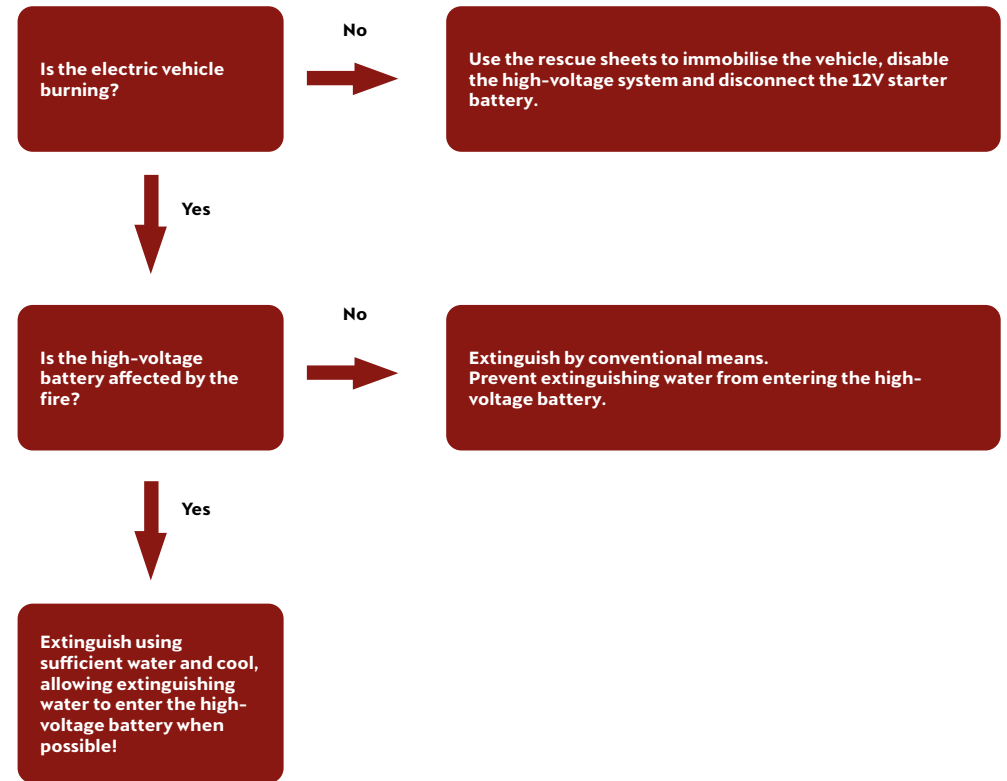 Is the electric vehicle
burning?
No
Use the rescue sheets to immobilise the vehicle, disable
the high-voltage system and disconnect the 12V starter
battery.
Yes
Is the high-voltage
battery affected by the
fire?
No
Extinguish by conventional means.
Prevent extinguishing water from entering the high-
voltage battery.
Yes
Extinguish using
sufficient water and cool,
allowing extinguishing
water to enter the high-
voltage battery when
possible!